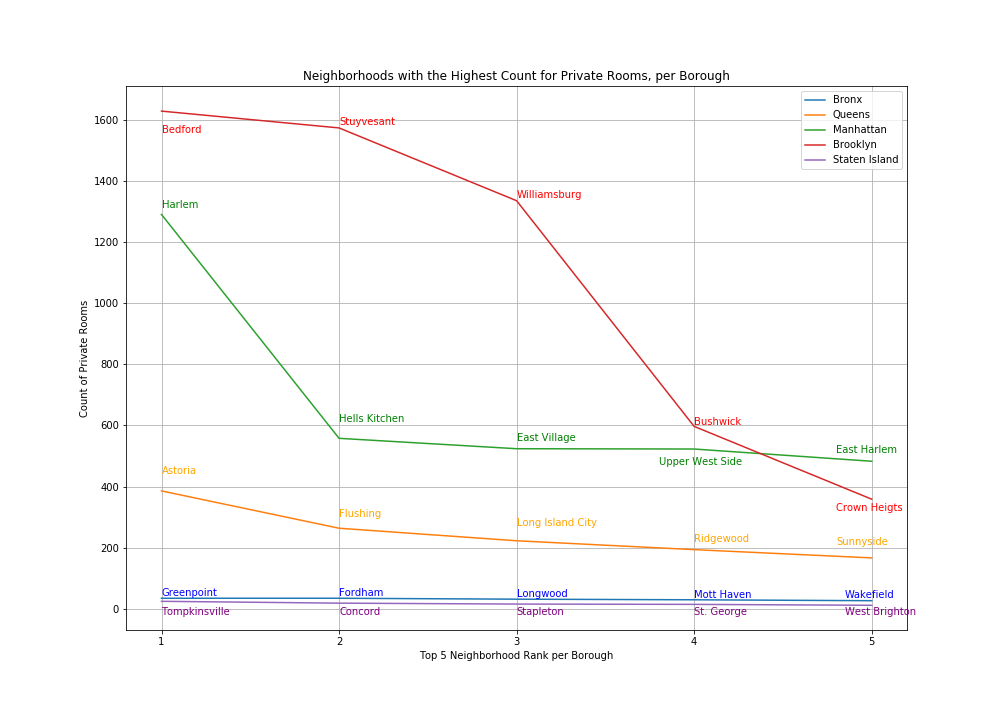 Neighborhoods with the Highest Count for Private Rooms, per Borough
Bronx
Queens
Manhattan
Brooklyn
Staten Island
1600
1400
1200
1000
800
600
400
200
0
Count of Private Rooms
Bedford
Stuyvesant
Williamsburg
Bushwick
Crown Heigts
Harlem
Hells Kitchen
East Village
Upper West Side
East Harlem
Astoria
Flushing
Long Island City
Ridgewood
Sunnyside
Greenpoint
Fordham
Longwood
Mott Haven
Wakefield
Tompkinsville
Concord
Stapleton
St. George
West Brighton
1
2
3
4
5
Top 5 Neighborhood Rank per Borough